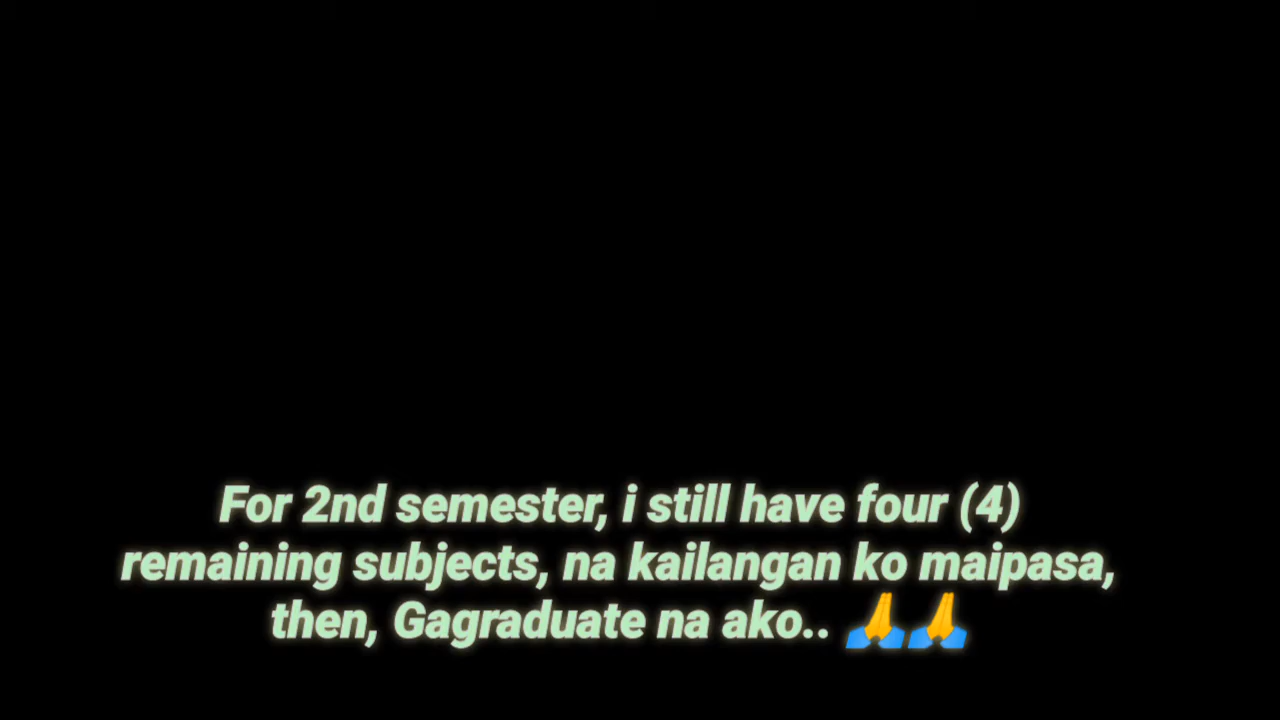 For 2nd semester, i still have four (4)
remaining subjects, na kailangan ko maipasa,
then, Gagraduate na ako.. 🙏🙏